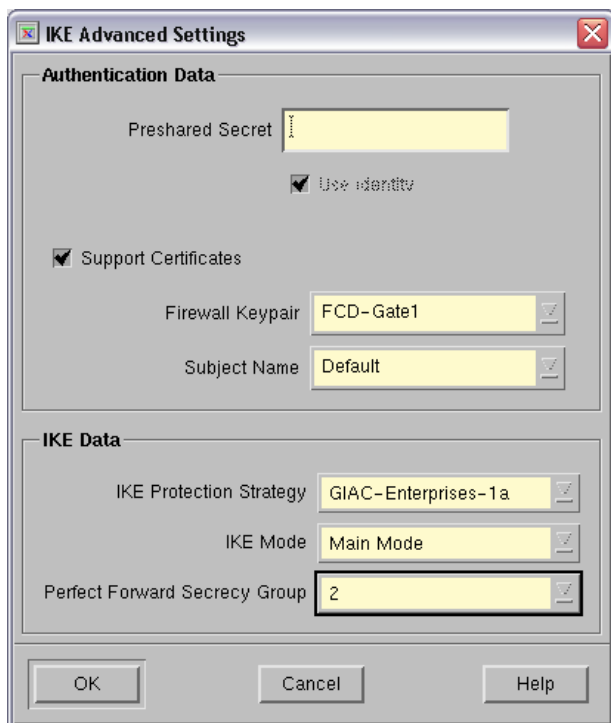 IKE Advanced Settings
Authentication Data
Preshared Secret
Use identity
Support Certificates
Firewall Keypair FCD-Gate1
Subject Name Default
IKE Data
IKE Protection Strategy GIAC-Enterprises-1a
IKE Mode Main Mode
Perfect Forward Secrecy Group 2
OK Cancel Help